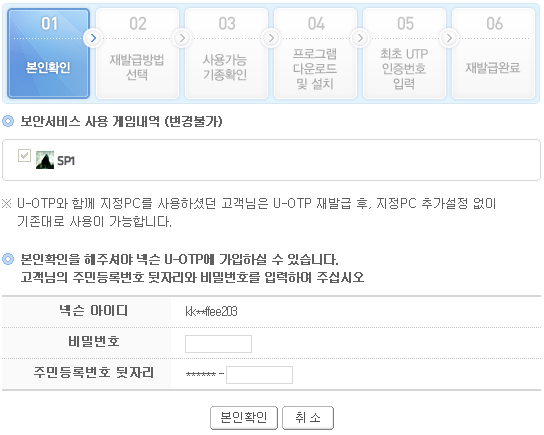 01
본인확인
02
재발급방법
선택
03
사용가능
기종확인
04
프로그램
다운로드
및 설치
05
최초 UTP
인증번호
입력
06
재발급완료
보안서비스 사용 게임내역 (변경불가)
SP1
※ U-OTP와 함께 지정PC를 사용하셨던 고객님은 U-OTP 재발급 후, 지정PC 추가설정 없이
기존대로 사용이 가능합니다.
본인확인을 해주셔야 넥슨 U-OTP에 가입하실 수 있습니다.
고객님의 주민등록번호 뒷자리와 비밀번호를 입력하여 주십시오
넥슨 아이디 kk**ffee203
비밀번호
주민등록번호 뒷자리 ****** -
본인확인 취 소